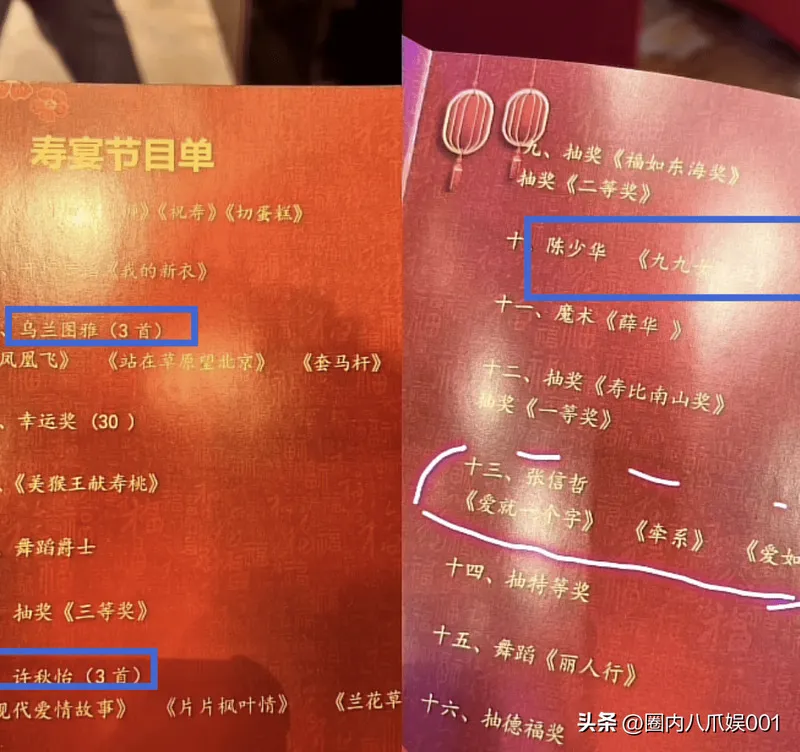 寿宴节目单
》《祝寿》《切蛋糕》
《我的新衣》
、乌兰图雅（3 首）
凤凰飞》 《站在草原望北京》 《套马杆》
、幸运奖（30 ）
、《美猴王献寿桃》
、舞蹈爵士
抽奖《三等奖》
许秋怡（3 首）
现代爱情故事》 《片片枫叶情》 《兰花草
九、抽奖《福如东海奖》
抽奖《二等奖》
十、陈少华 《九九女
十一、魔术《薛华 》
十二、抽奖《寿比南山奖》
抽奖《一等奖》
十三、张信哲
《爱就一个字》 《牵系》 《爱如
十四、抽特等奖
十五、舞蹈《丽人行》
十六、抽德福奖
头条 @圈内八爪娱001